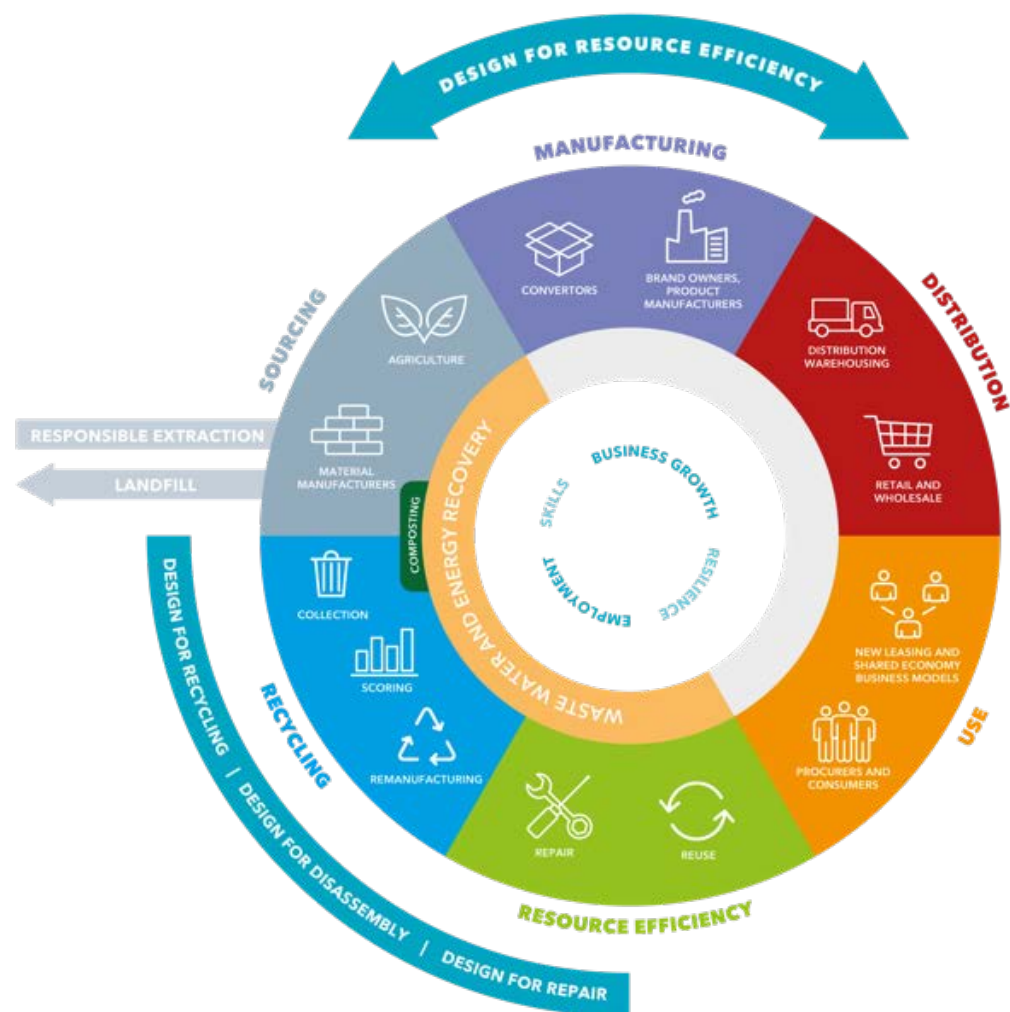 DESIGN FOR RESOURCE EFFICIENCY
MANUFACTURING
CONVERTORS
BRAND OWNERS,
PRODUCT
MANUFACTURERS
DISTRIBUTION
DISTRIBUTION
WAREHOUSING
RETAIL AND
WHOLESALE
SOURCING
AGRICULTURE
MATERIAL
MANUFACTURERS
RESPONSIBLE EXTRACTION
LANDFILL
COMPOSTING
WASTE WATER AND ENERGY RECOVERY
BUSINESS GROWTH
RESILIENCE
EMPLOYMENT
SKILLS
USE
NEW LEASING AND
SHARED ECONOMY
BUSINESS MODELS
PROCURERS AND
CONSUMERS
RECYCLING
COLLECTION
SCORING
REMANUFACTURING
RESOURCE EFFICIENCY
REPAIR
REUSE
DESIGN FOR RECYCLING | DESIGN FOR DISASSEMBLY | DESIGN FOR REPAIR